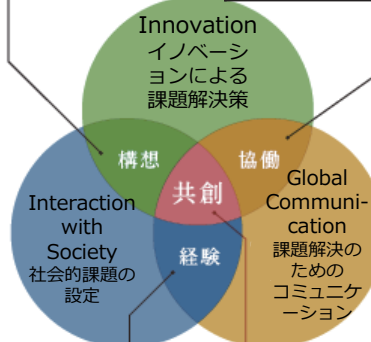 Innovation
イノベーシ
ョンによる
課題解決策
構想
協働
共創
Interaction
with
Society
社会的課題の
設定
Global
Communi-
cation
課題解決の
ための
コミュニケ
ーション
経験